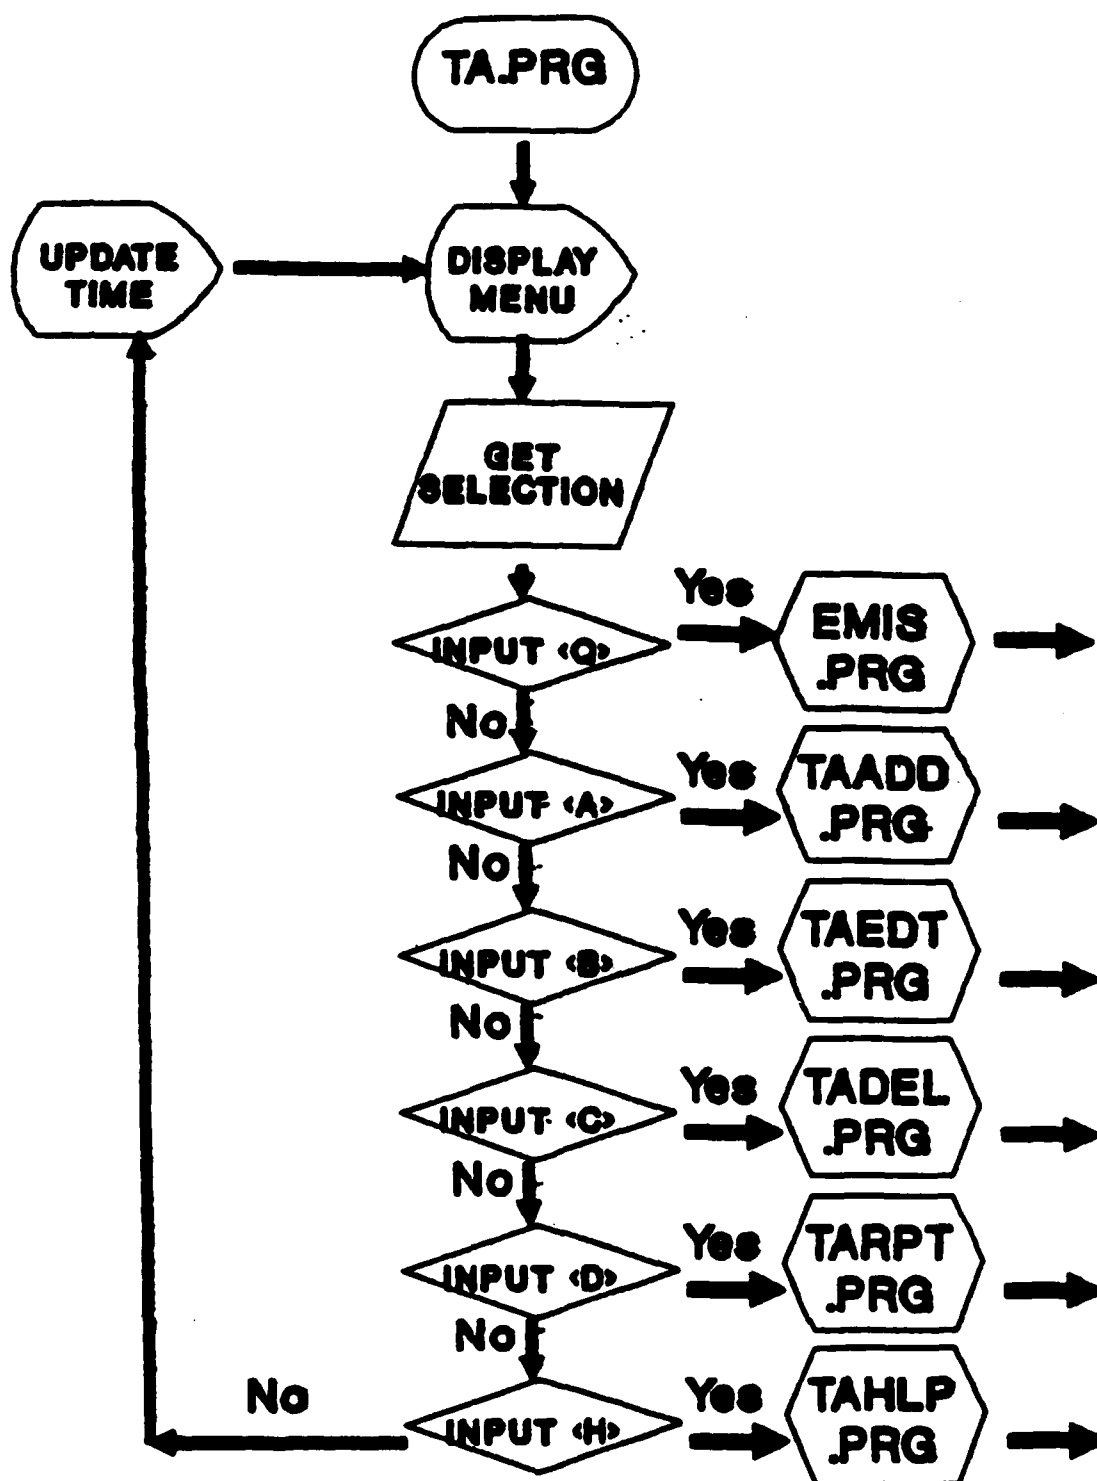 TA.PRG
UPDATE
TIME
DISPLAY
MENU
GET
SELECTION
INPUT <Q>
Yes
EMIS
.PRG
No
INPUT <A>
Yes
TAADD
.PRG
No
INPUT <B>
Yes
TAEDT
.PRG
No
INPUT <C>
Yes
TADEL
.PRG
No
INPUT <D>
Yes
TARPT
.PRG
No
INPUT <H>
Yes
TAHLP
.PRG
No